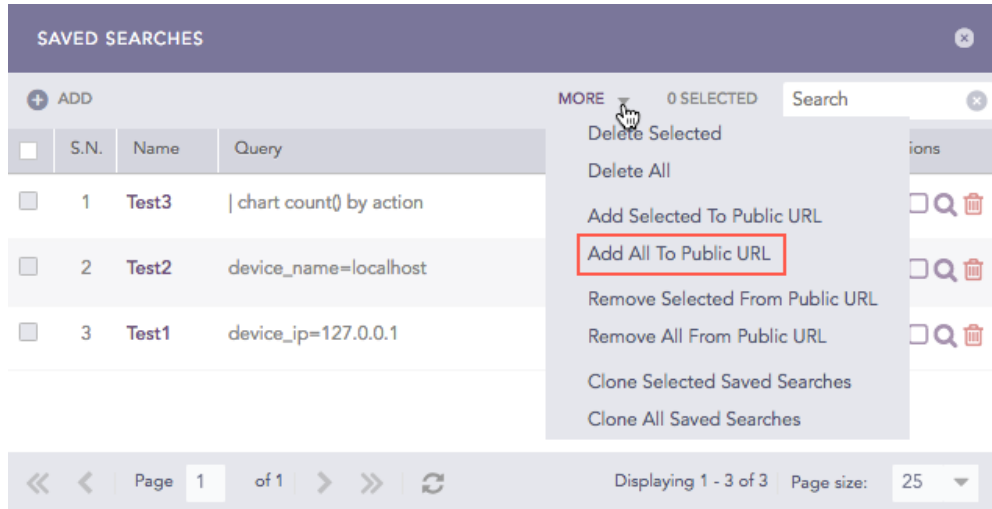 SAVED SEARCHES
ADD MORE 0 SELECTED Search
S.N. Name Query ions
1 Test3 | chart count() by action
2 Test2 device_name=localhost
3 Test1 device_ip=127.0.0.1
Delete Selected
Delete All
Add Selected To Public URL
Add All To Public URL
Remove Selected From Public URL
Remove All From Public URL
Clone Selected Saved Searches
Clone All Saved Searches
Page 1 of 1 Displaying 1 - 3 of 3 Page size: 25